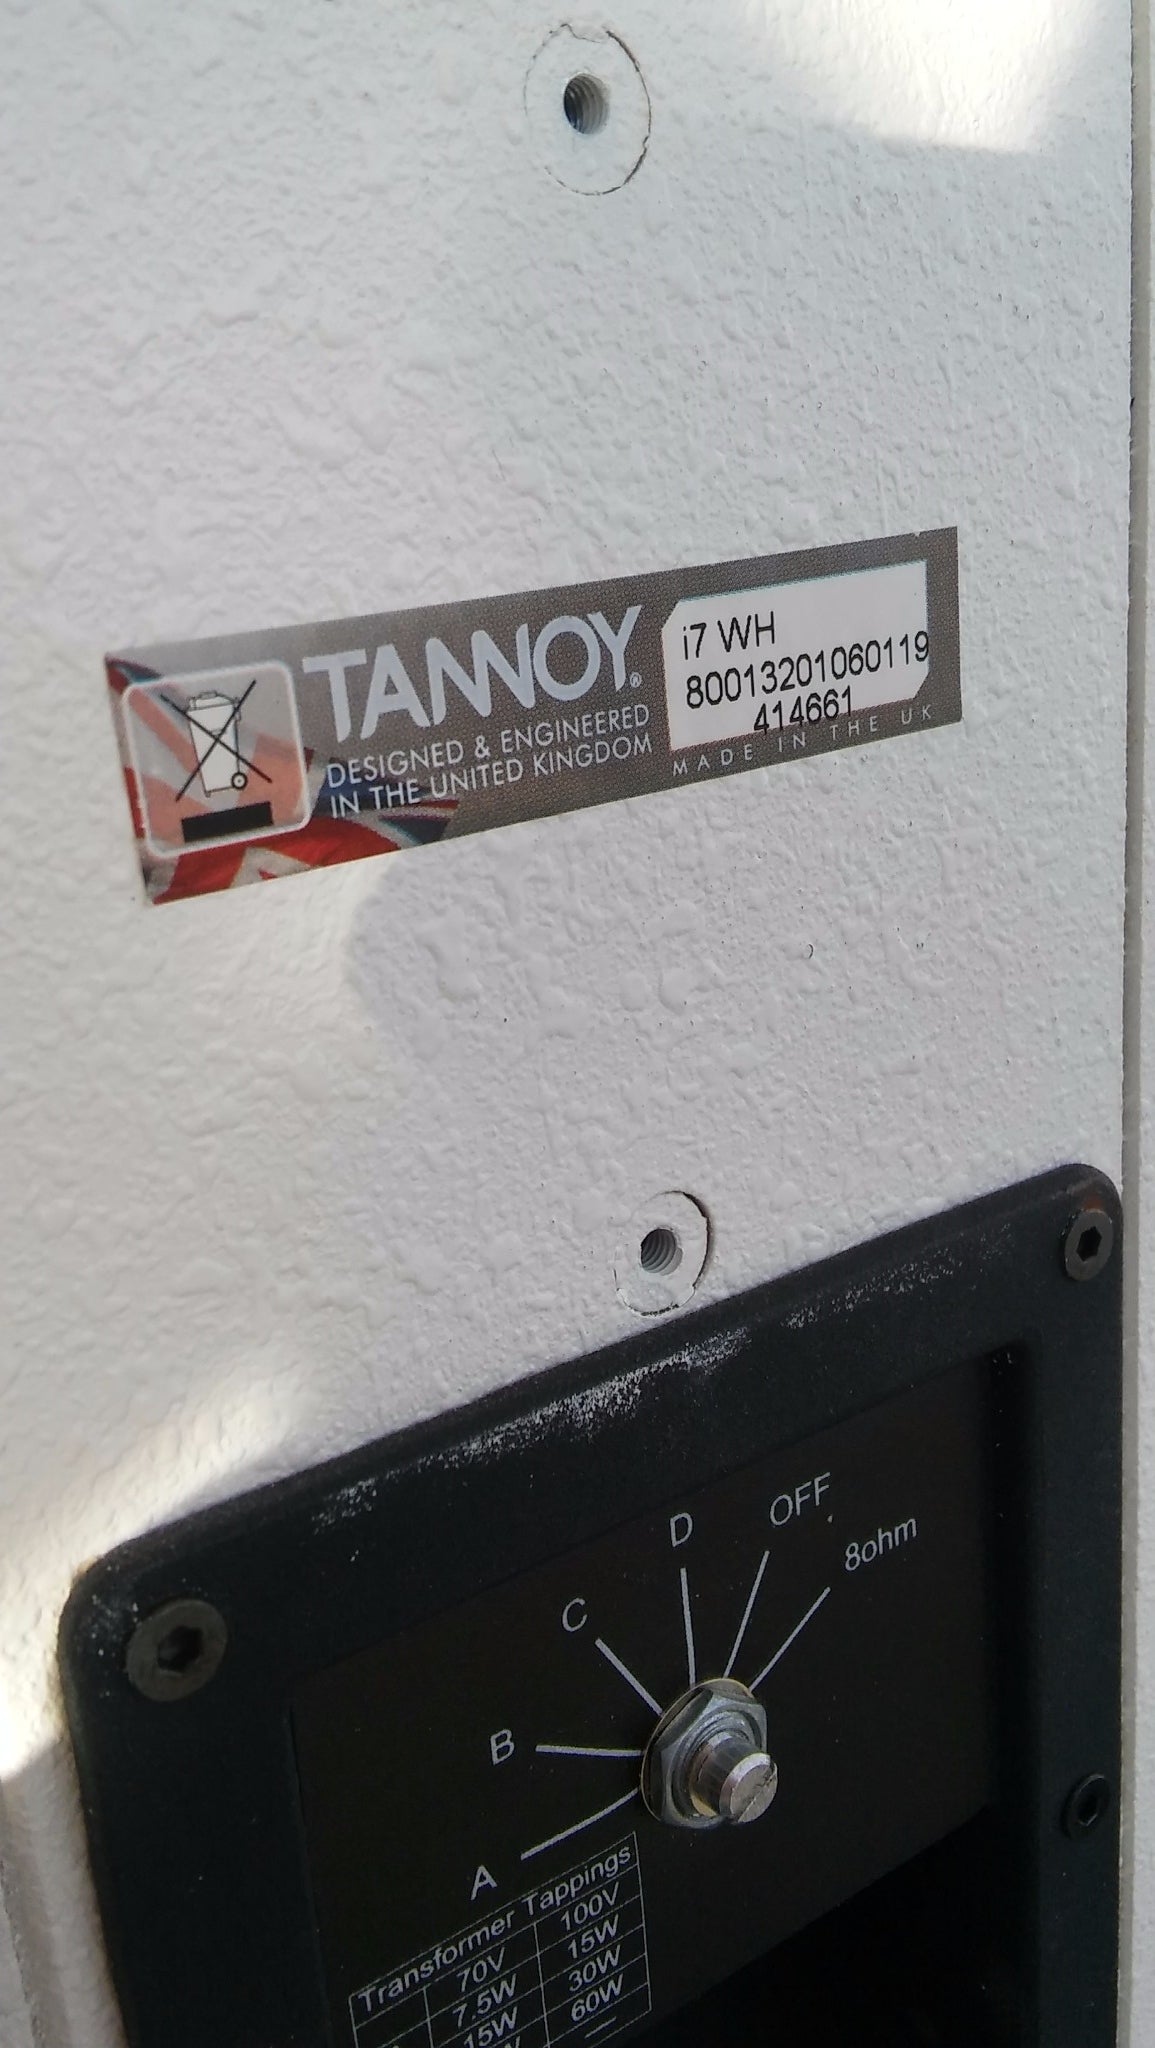 TANNOY®
DESIGNED & ENGINEERED
IN THE UNITED KINGDOM
i7 WH
80013201060119
414661
MADE IN THE UK
OFF
D
8ohm
C
B
A
Transformer Tappings
70V 100V
7.5W 15W
15W 30W
60W